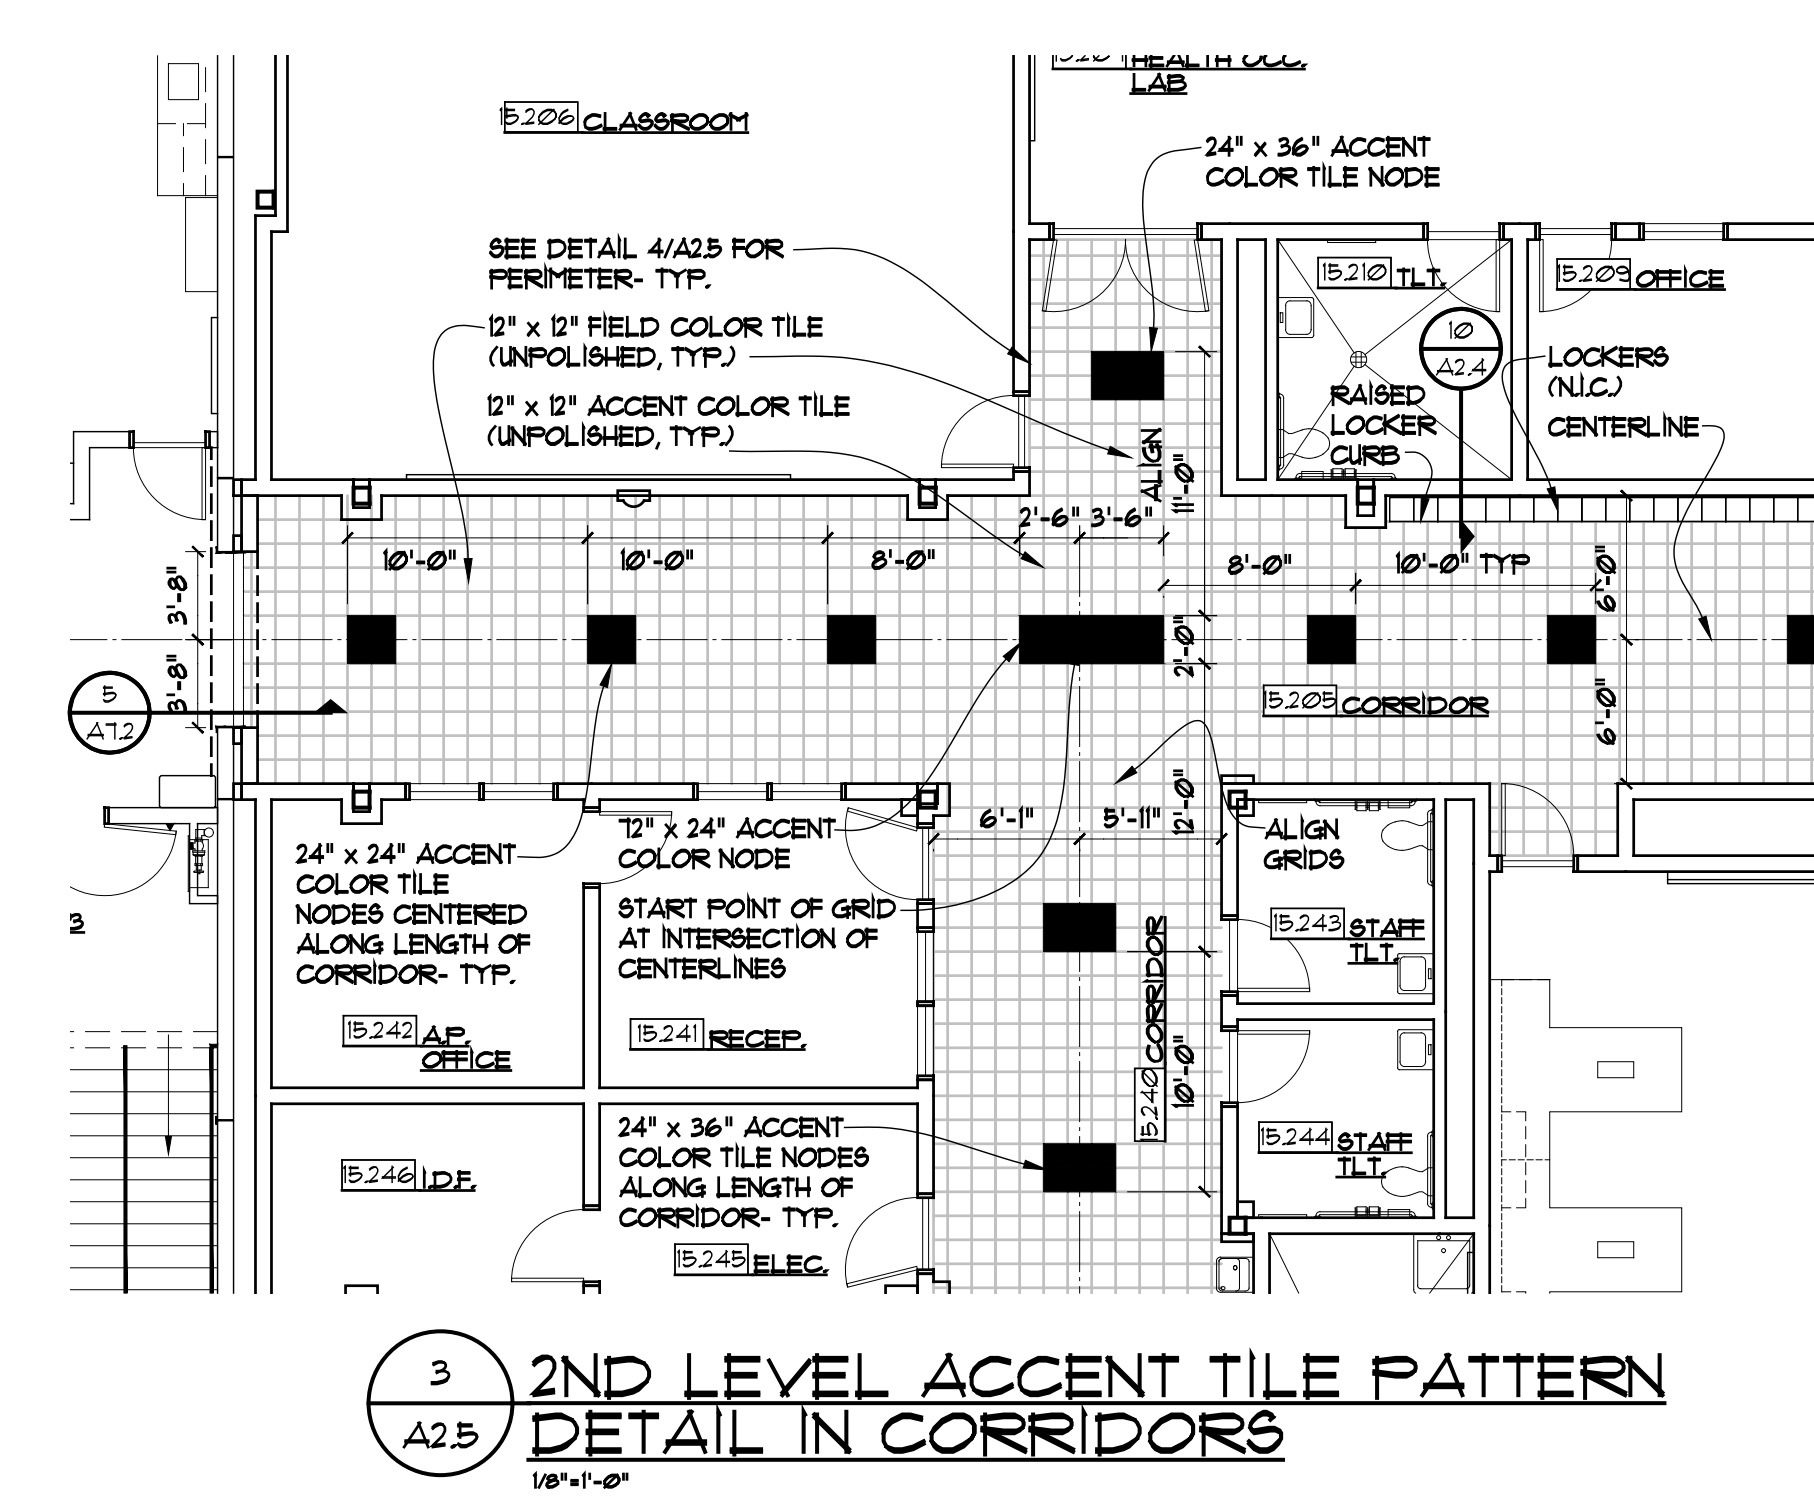 HEALTH OCC.
LAB
15.206 CLASSROOM
24" x 36" ACCENT
COLOR TILE NODE
SEE DETAIL 4/A2.5 FOR
PERIMETER- TYP.
12" x 12" FIELD COLOR TILE
(UNPOLISHED, TYP.)
12" x 12" ACCENT COLOR TILE
(UNPOLISHED, TYP.)
15.210 TLT.
15.209 OFFICE
10
A2.4
LOCKERS
(N.I.C.)
CENTERLINE
RAISED
LOCKER
CURB
ALIGN
11'-0"
2'-6" 3'-6"
10'-0"
10'-0"
8'-0"
8'-0"
10'-0" TYP
6'-0"
3'-8"
3'-8"
2'-0"
6'-0"
5
A7.2
15.205 CORRIDOR
12'-0"
6'-1"
5'-11"
72" x 24" ACCENT
COLOR NODE
ALIGN
GRIDS
24" x 24" ACCENT
COLOR TILE
NODES CENTERED
ALONG LENGTH OF
CORRIDOR- TYP.
START POINT OF GRID
AT INTERSECTION OF
CENTERLINES
15.243 STAFF
TLT.
15.240 CORRIDOR
10'-0"
15.242 A.P.
OFFICE
15.241 RECEP.
24" x 36" ACCENT
COLOR TILE NODES
ALONG LENGTH OF
CORRIDOR- TYP.
15.244 STAFF
TLT.
15.246 I.D.F.
15.245 ELEC.
3
A2.5
2ND LEVEL ACCENT TILE PATTERN
DETAIL IN CORRIDORS
1/8"=1'-0"